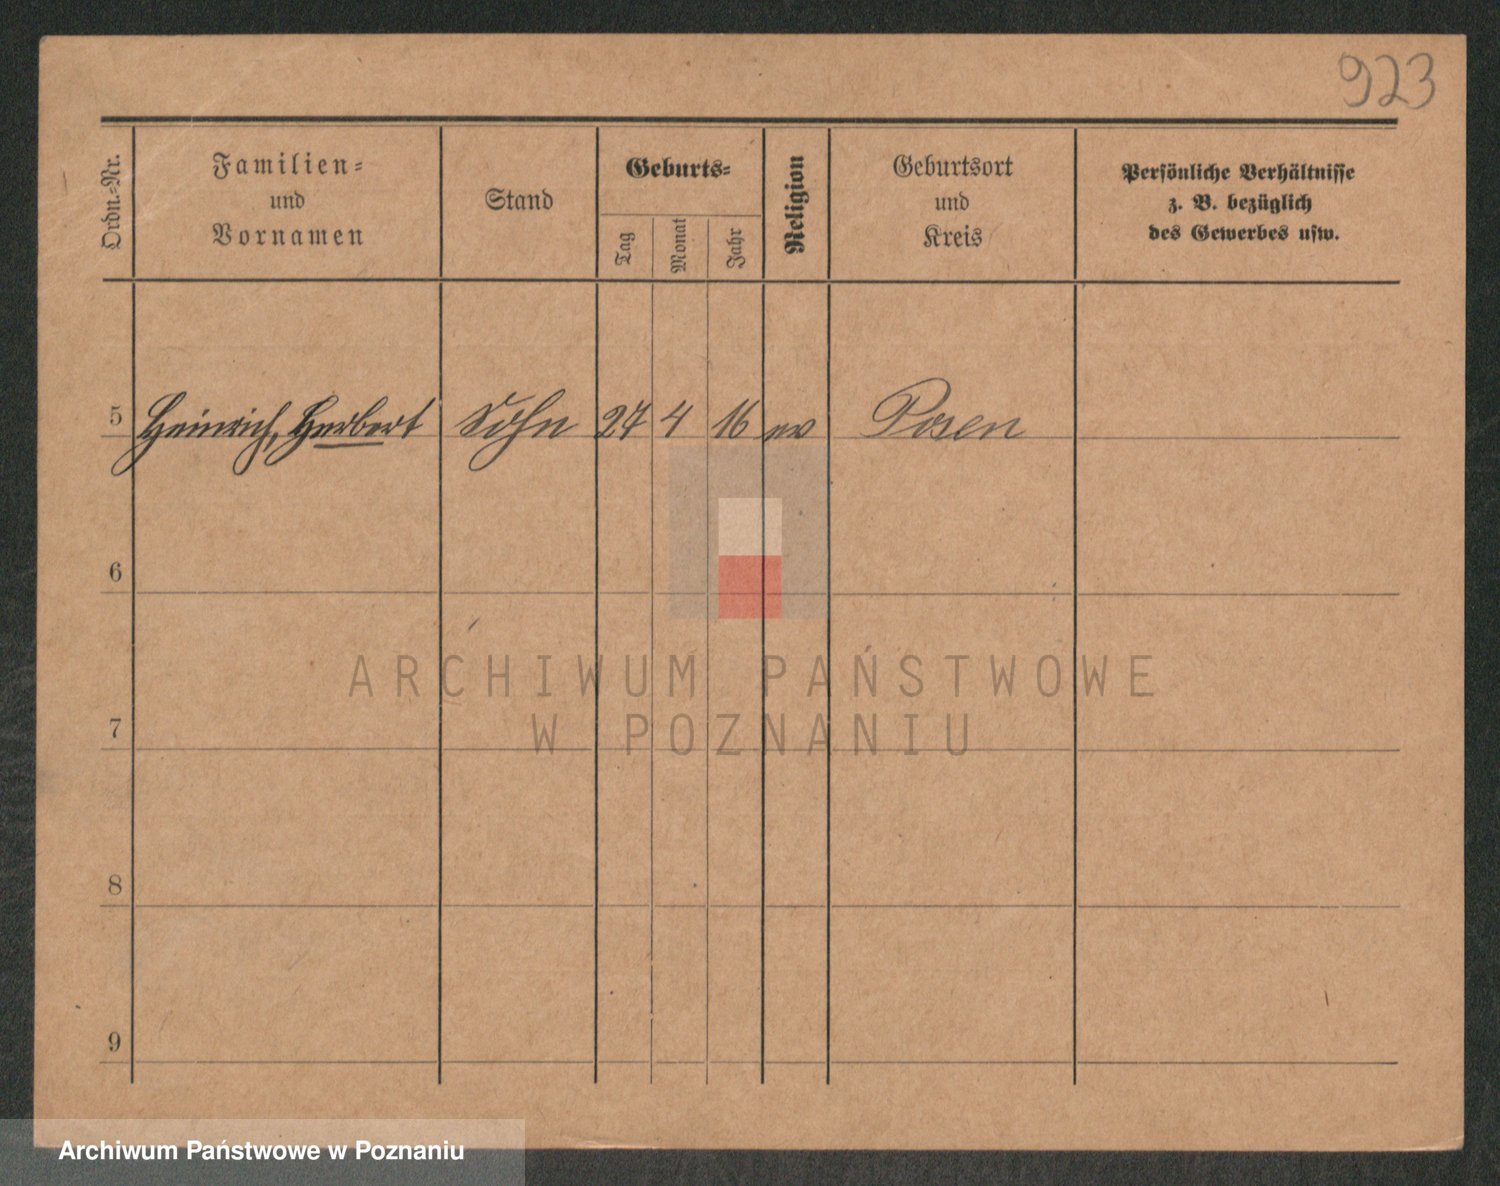 923
Ordn.-Nr.
Familien-
und
Vornamen
Stand
Geburts-
Tag
Monat
Jahr
Religion
Geburtsort
und
Kreis
Persönliche Verhältnisse
z. B. bezüglich
des Gewerbes usw.
5 Heinrich, Herbert Sohn 27 4 16 ev Posen
6
7
8
9
ARCHIWUM PAŃSTWOWE
W POZNANIU
Archiwum Państwowe w Poznaniu